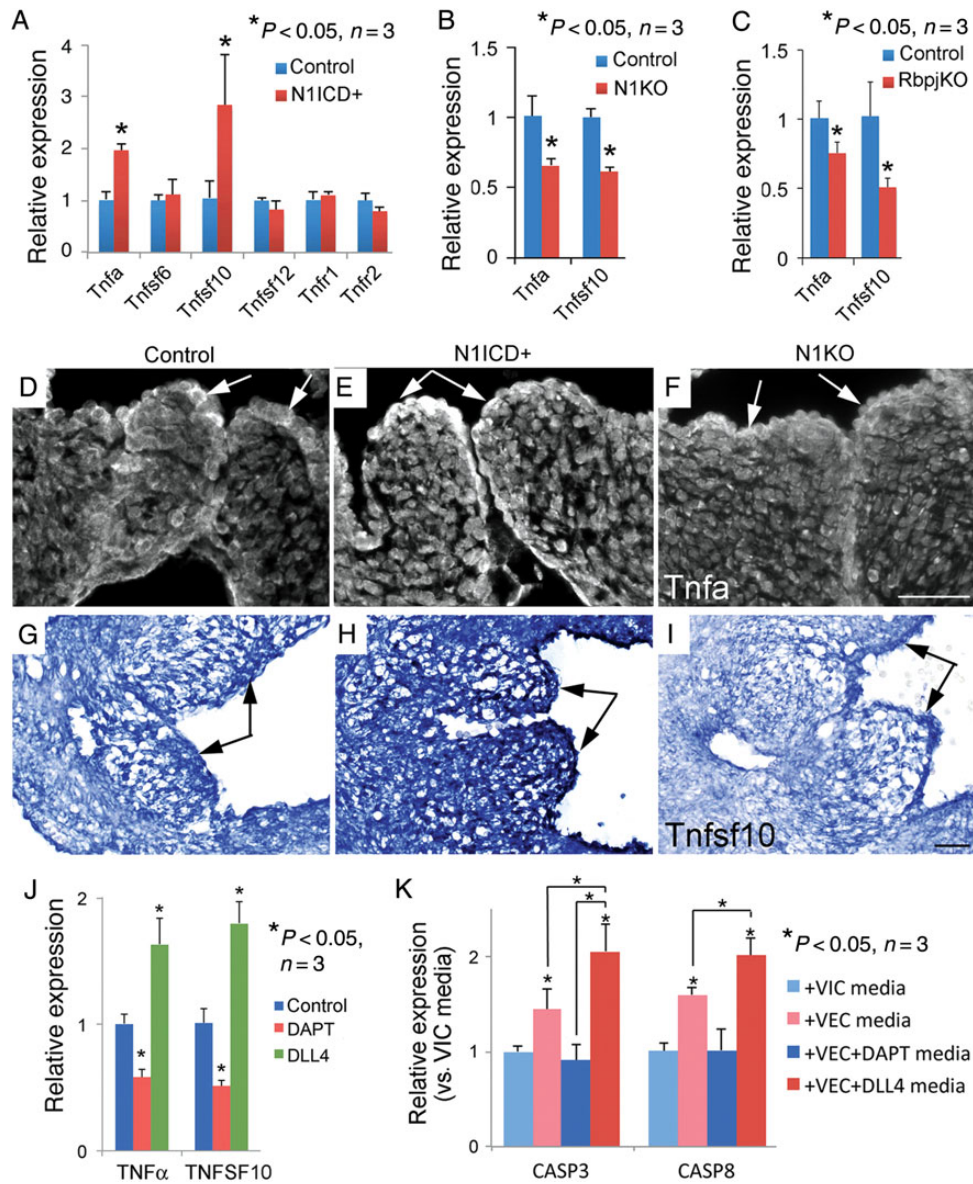 A
*P < 0.05, n = 3
Relative expression
4
3
2
1
0
Control
N1ICD+
*
*
Tnfa
Tnfsf6
Tnfsf10
Tnfsf12
Tnfr1
Tnfr2
B
*P < 0.05, n = 3
Relative expression
1.5
1
0.5
0
Control
N1KO
*
*
Tnfa
Tnfsf10
C
*P < 0.05, n = 3
Relative expression
1.5
1
0.5
0
Control
RbpjKO
*
*
Tnfa
Tnfsf10
Control
N1ICD+
N1KO
D
E
F
Tnfa
G
H
I
Tnfsf10
J
Relative expression
2
1
0
*
*
*
*
*P < 0.05,
n = 3
Control
DAPT
DLL4
TNFα
TNFSF10
K
Relative expression
(vs. VIC media)
2
1
0
*
*
*
*
*
*
*
*P < 0.05, n = 3
+VIC media
+VEC media
+VEC+DAPT media
+VEC+DLL4 media
CASP3
CASP8